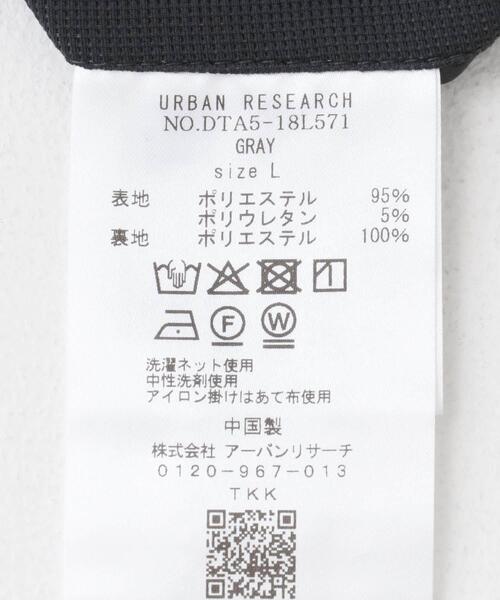 URBAN RESEARCH
NO.DTA5-18L571
GRAY
size L
表地 ポリエステル 95%
ポリウレタン 5%
裏地 ポリエステル 100%
F W
洗濯ネット使用
中性洗剤使用
アイロン掛けはあて布使用
中国製
株式会社 アーバンリサーチ
0120-967-013
TKK